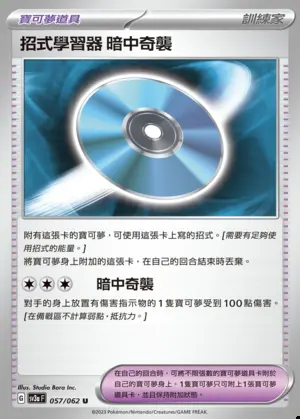 寶可夢道具 訓練家
招式學習器 暗中奇襲
附有這張卡的寶可夢，可使用這張卡上寫的招式。[需要有足夠使
用招式的能量。]
將寶可夢身上附加的這張卡，在自己的回合結束時丟棄。
暗中奇襲
對手的身上放置有傷害指示物的1隻寶可夢受到100點傷害。
[在備戰區不計算弱點・抵抗力。]
在自己的回合時，可將不限張數的寶可夢道具卡附於
自己的寶可夢身上。1隻寶可夢只可附上1張寶可夢
道具卡，並且保持附加狀態。
Illus. Studio Bora Inc.
G SV3a F 057/062 U
©2023 Pokémon/Nintendo/Creatures/GAME FREAK.